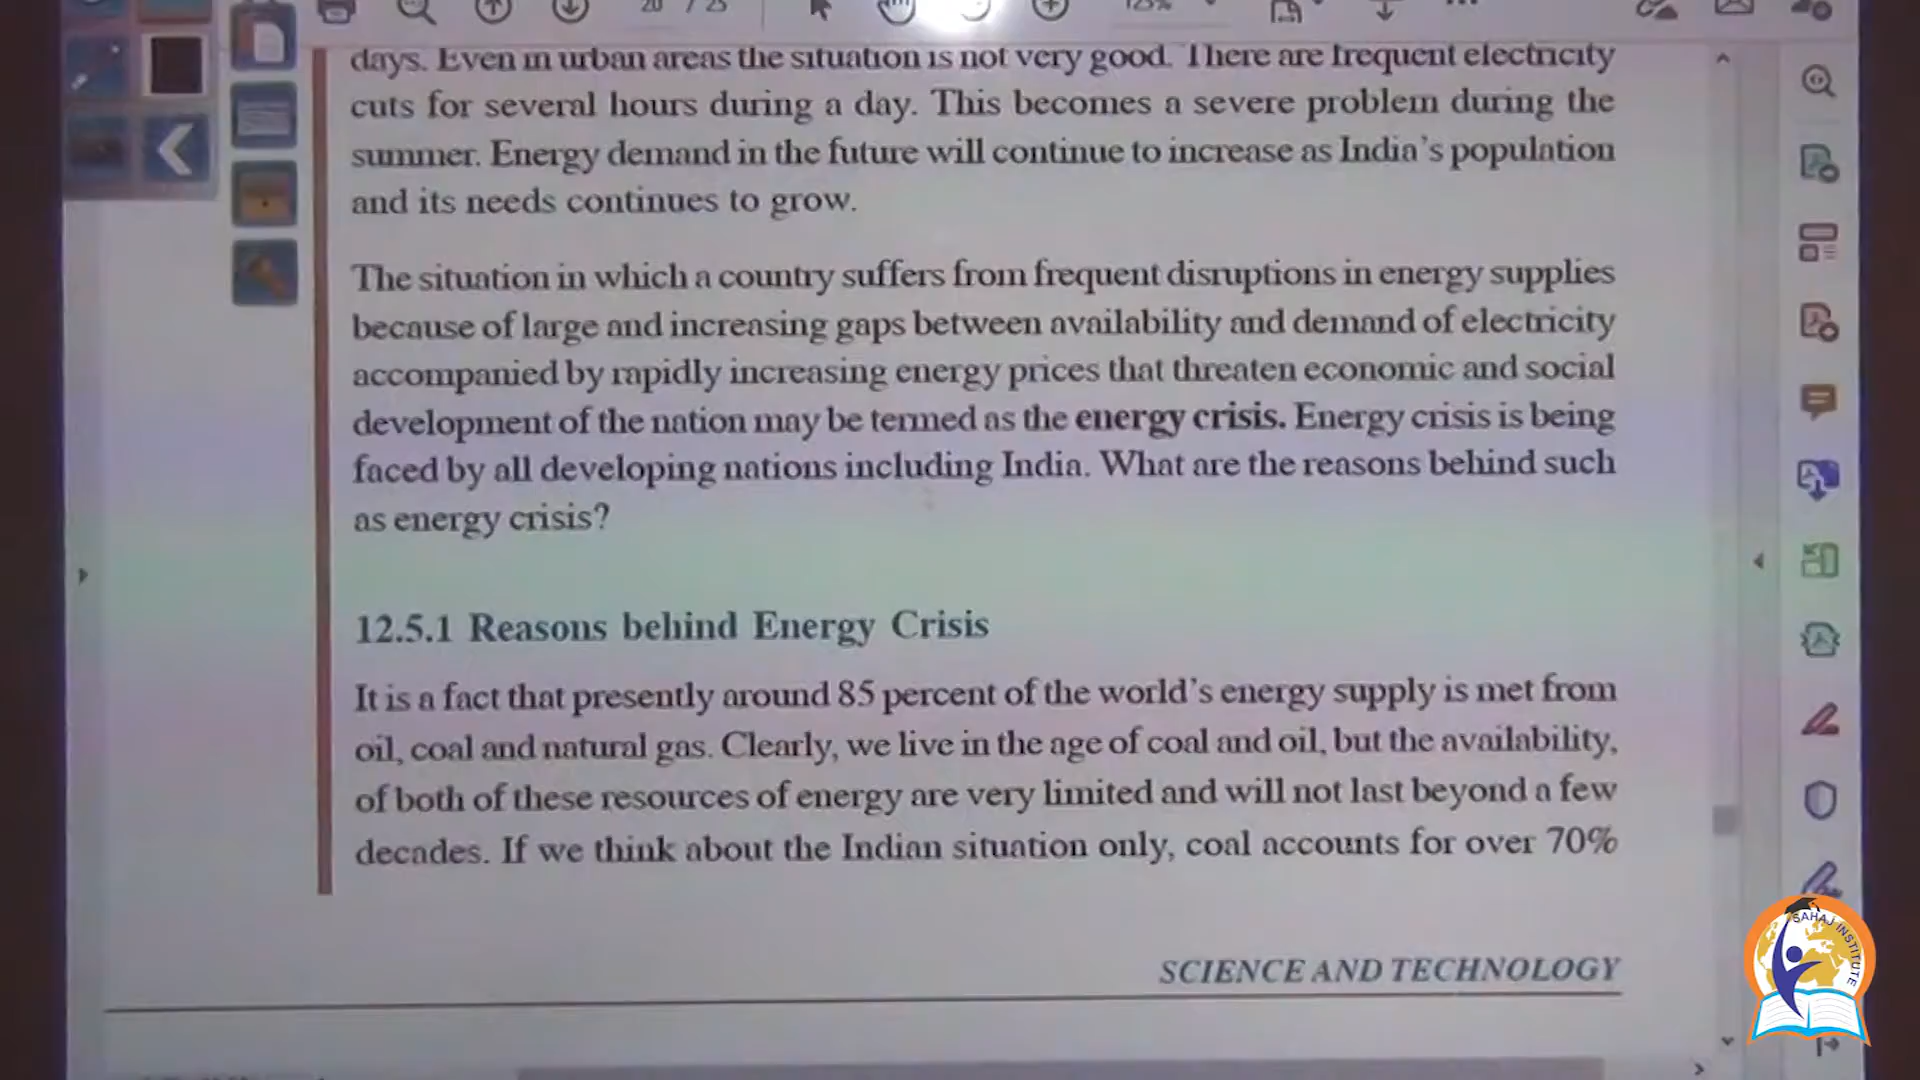 20 / 25
125%
days. Even in urban areas the situation is not very good. There are frequent electricity
cuts for several hours during a day. This becomes a severe problem during the
summer. Energy demand in the future will continue to increase as India's population
and its needs continues to grow.
The situation in which a country suffers from frequent disruptions in energy supplies
because of large and increasing gaps between availability and demand of electricity
accompanied by rapidly increasing energy prices that threaten economic and social
development of the nation may be termed as the energy crisis. Energy crisis is being
faced by all developing nations including India. What are the reasons behind such
as energy crisis?
12.5.1 Reasons behind Energy Crisis
It is a fact that presently around 85 percent of the world's energy supply is met from
oil, coal and natural gas. Clearly, we live in the age of coal and oil, but the availability,
of both of these resources of energy are very limited and will not last beyond a few
decades. If we think about the Indian situation only, coal accounts for over 70%
SCIENCE AND TECHNOLOGY
SAHAJ INSTITUTE